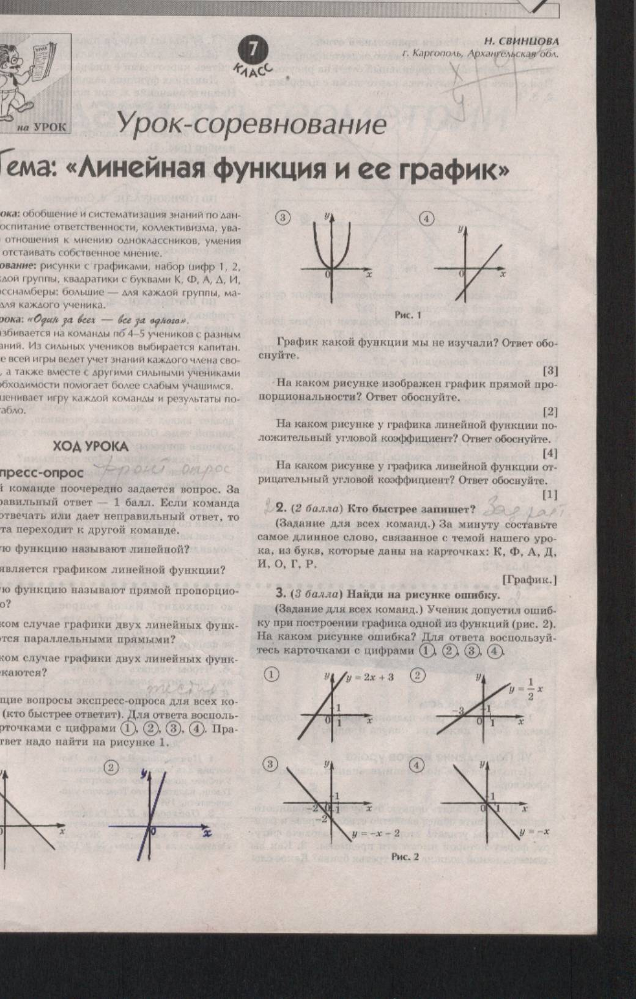 7
КЛАСС
Н. СВИНЦОВА
г. Каргополь, Архангельская обл.
x
y
на УРОК
Урок-соревнование
Тема: «Линейная функция и ее график»
рока: обобщение и систематизация знаний по дан-
воспитание ответственности, коллективизма, ува-
отношения к мнению одноклассников, умения
отстаивать собственное мнение.
ование: рисунки с графиками, набор цифр 1, 2,
ждой группы, квадратики с буквами К, Ф, А, Д, И,
оссчамберы: большие — для каждой группы, ма-
для каждого ученика.
рока: «Один за всех — все за одного».
азбивается на команды по 4–5 учеников с разным
аний. Из сильных учеников выбирается капитан.
е всей игры ведет учет знаний каждого члена сво-
, а также вместе с другими сильными учениками
обходимости помогает более слабым учащимся.
ценивает игру каждой команды и результаты по-
табло.
ХОД УРОКА
пресс-опрос фронт опрос
й команде поочередно задается вопрос. За
равильный ответ — 1 балл. Если команда
отвечать или дает неправильный ответ, то
та переходит к другой команде.
ую функцию называют линейной?
является графиком линейной функции?
ую функцию называют прямой пропорцио-
ю?
ком случае графики двух линейных функ-
ются параллельными прямыми?
ком случае графики двух линейных функ-
екаются?
щие вопросы экспресс-опроса для всех ко-
(кто быстрее ответит). Для ответа восполь-
рточками с цифрами 1, 2, 3, 4. Пра-
твет надо найти на рисунке 1.
y
0
x
2
y
0
x
3
y
0
x
4
y
0
x
Рис. 1
График какой функции мы не изучали? Ответ обо-
снуйте.
[3]
На каком рисунке изображен график прямой про-
порциональности? Ответ обоснуйте.
[2]
На каком рисунке у графика линейной функции по-
ложительный угловой коэффициент? Ответ обоснуйте.
[4]
На каком рисунке у графика линейной функции от-
рицательный угловой коэффициент? Ответ обоснуйте.
[1]
2. (2 балла) Кто быстрее запишет?
(Задание для всех команд.) За минуту составьте
самое длинное слово, связанное с темой нашего уро-
ка, из букв, которые даны на карточках: К, Ф, А, Д,
И, О, Г, Р.
[График.]
3. (3 балла) Найди на рисунке ошибку.
(Задание для всех команд.) Ученик допустил ошиб-
ку при построении графика одной из функций (рис. 2).
На каком рисунке ошибка? Для ответа воспользуй-
тесь карточками с цифрами 1, 2, 3, 4.
1
y
y = 2x + 3
1
0
1
x
2
y
y = 1/2 x
−3
1
0
1
x
3
y
1
−2
0
1
x
−2
y = −x − 2
4
y
1
0
1
x
y = −x
Рис. 2